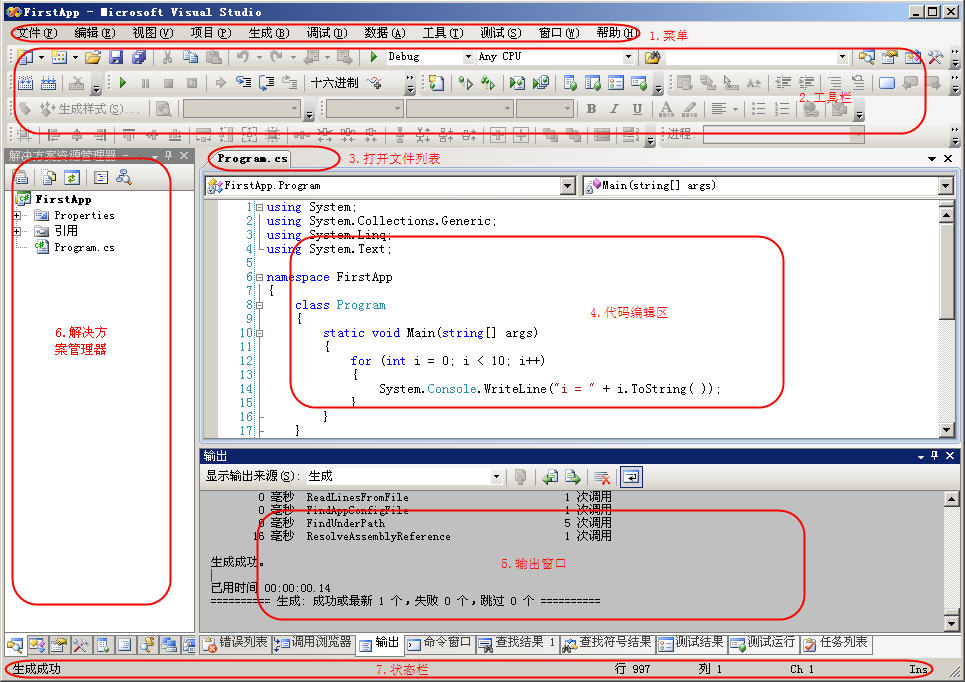 FirstApp - Microsoft Visual Studio
文件(F) 编辑(E) 视图(V) 项目(P) 生成(B) 调试(D) 数据(A) 工具(T) 测试(S) 窗口(W) 帮助(H) 1.菜单
Debug Any CPU
十六进制
生成样式(S)... B I U 2.工具栏
进程:
解决方案资源管理器 - ...
Program.cs 3.打开文件列表
FirstApp.Program Main(string[] args)
FirstApp
Properties
引用
Program.cs
6.解决方
案管理器
1 using System;
2 using System.Collections.Generic;
3 using System.Linq;
4 using System.Text;
5
6 namespace FirstApp
7 {
8 class Program
9 {
10 static void Main(string[] args)
11 {
12 for (int i = 0; i < 10; i++)
13 {
14 System.Console.WriteLine("i = " + i.ToString( ));
15 }
16 }
17 }
4.代码编辑区
输出
显示输出来源(S): 生成
0 毫秒 ReadLinesFromFile 1 次调用
0 毫秒 FindAppConfigFile 1 次调用
0 毫秒 FindUnderPath 5 次调用
16 毫秒 ResolveAssemblyReference 1 次调用
生成成功。
5.输出窗口
已用时间 00:00:00.14
========== 生成: 成功或最新 1 个，失败 0 个，跳过 0 个 ==========
错误列表 调用浏览器 输出 命令窗口 查找结果 1 查找符号结果 测试结果 测试运行 任务列表
生成成功 7.状态栏 行 997 列 1 Ch 1 Ins